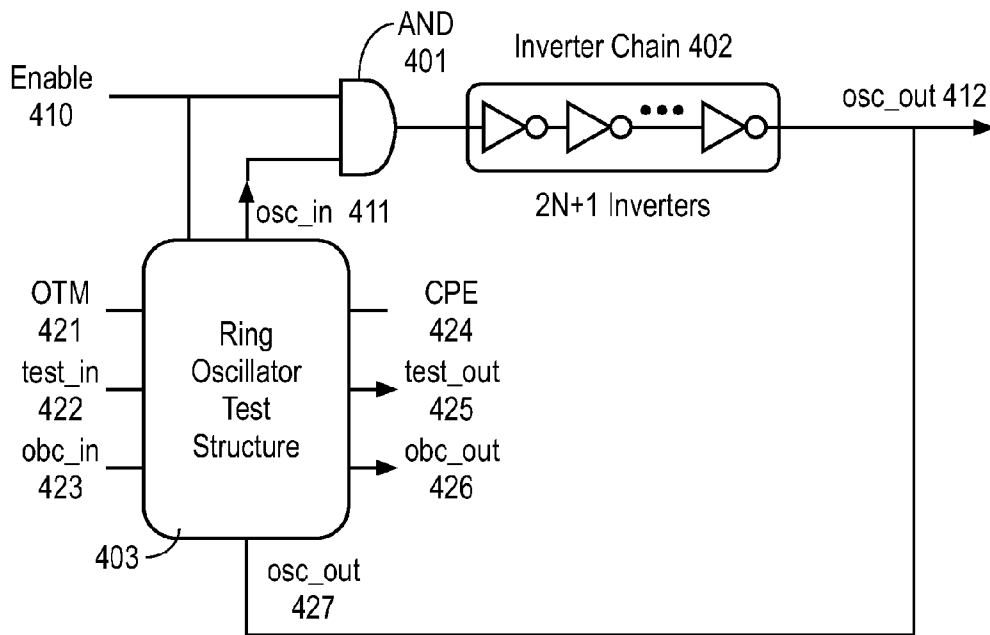 AND
401
Inverter Chain 402
Enable
410
osc_out 412
2N+1 Inverters
osc_in 411
OTM
421
CPE
424
Ring
Oscillator
Test
Structure
test_in
422
test_out
425
obc_in
423
obc_out
426
403
osc_out
427